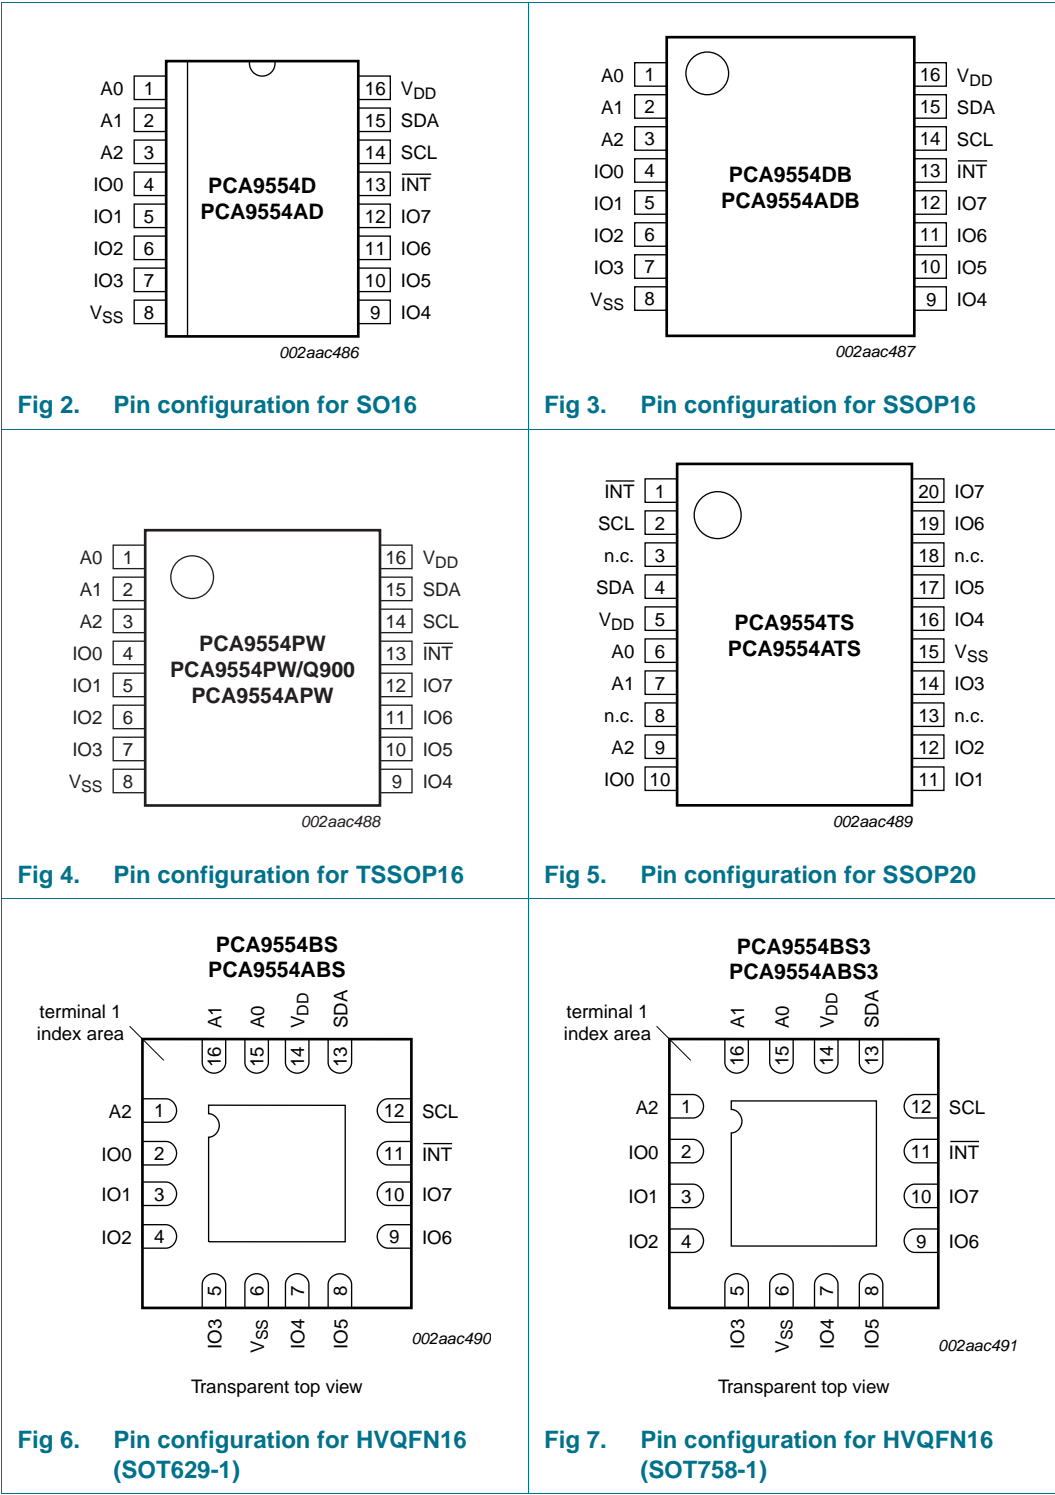 A0 1 16 VDD
A1 2 15 SDA
A2 3 14 SCL
IO0 4 13 INT
IO1 5 12 IO7
IO2 6 11 IO6
IO3 7 10 IO5
VSS 8 9 IO4
PCA9554D
PCA9554AD
002aac486
Fig 2. Pin configuration for SO16
A0 1 16 VDD
A1 2 15 SDA
A2 3 14 SCL
IO0 4 13 INT
IO1 5 12 IO7
IO2 6 11 IO6
IO3 7 10 IO5
VSS 8 9 IO4
PCA9554DB
PCA9554ADB
002aac487
Fig 3. Pin configuration for SSOP16
A0 1 16 VDD
A1 2 15 SDA
A2 3 14 SCL
IO0 4 13 INT
IO1 5 12 IO7
IO2 6 11 IO6
IO3 7 10 IO5
VSS 8 9 IO4
PCA9554PW
PCA9554PW/Q900
PCA9554APW
002aac488
Fig 4. Pin configuration for TSSOP16
INT 1 20 IO7
SCL 2 19 IO6
n.c. 3 18 n.c.
SDA 4 17 IO5
VDD 5 16 IO4
A0 6 15 VSS
A1 7 14 IO3
n.c. 8 13 n.c.
A2 9 12 IO2
IO0 10 11 IO1
PCA9554TS
PCA9554ATS
002aac489
Fig 5. Pin configuration for SSOP20
PCA9554BS
PCA9554ABS
terminal 1
index area
A1 A0 VDD SDA
16 15 14 13
A2 1 12 SCL
IO0 2 11 INT
IO1 3 10 IO7
IO2 4 9 IO6
5 6 7 8
IO3 VSS IO4 IO5
002aac490
Transparent top view
Fig 6. Pin configuration for HVQFN16
(SOT629-1)
PCA9554BS3
PCA9554ABS3
terminal 1
index area
A1 A0 VDD SDA
16 15 14 13
A2 1 12 SCL
IO0 2 11 INT
IO1 3 10 IO7
IO2 4 9 IO6
5 6 7 8
IO3 VSS IO4 IO5
002aac491
Transparent top view
Fig 7. Pin configuration for HVQFN16
(SOT758-1)